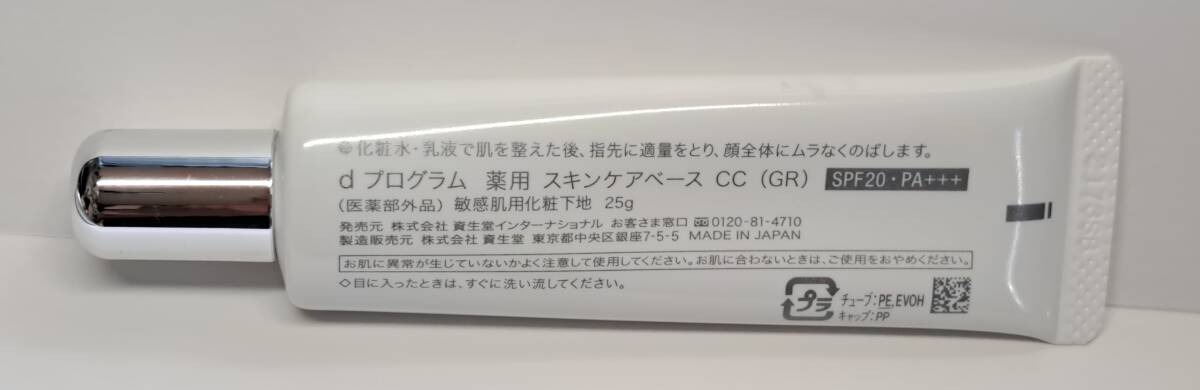 ◇化粧水・乳液で肌を整えた後、指先に適量をとり、顔全体にムラなくのばします。
d プログラム 薬用 スキンケアベース CC (GR) SPF20・PA+++
(医薬部外品) 敏感肌用化粧下地 25g
発売元 株式会社 資生堂インターナショナル お客さま窓口 0120-81-4710
製造販売元 株式会社 資生堂 東京都中央区銀座7-5-5 MADE IN JAPAN
お肌に異常が生じていないかよく注意して使用してください。お肌に合わないときは、ご使用をおやめください。
◇目に入ったときは、すぐに洗い流してください。
プラ チューブ:PE,EVOH
キャップ:PP